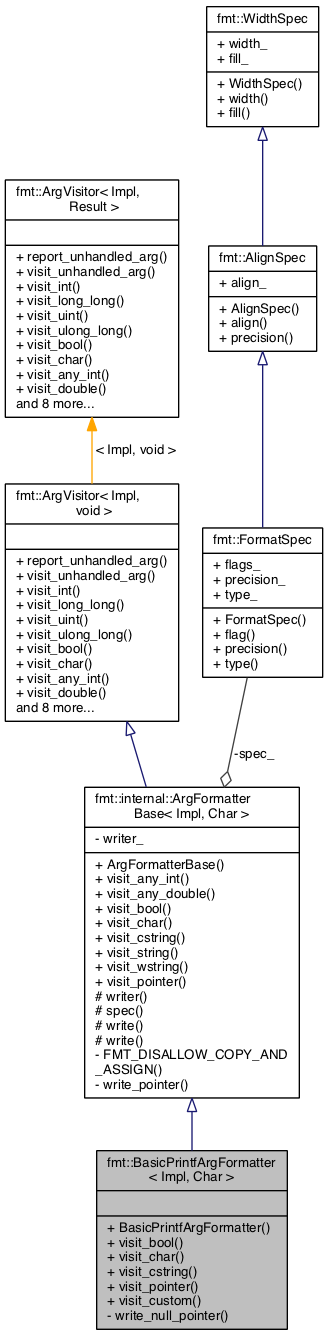 fmt::WidthSpec
+ width_
+ fill_
+ WidthSpec()
+ width()
+ fill()
fmt::ArgVisitor< Impl,
Result >
+ report_unhandled_arg()
+ visit_unhandled_arg()
+ visit_int()
+ visit_long_long()
+ visit_uint()
+ visit_ulong_long()
+ visit_bool()
+ visit_char()
+ visit_any_int()
+ visit_double()
and 8 more...
fmt::AlignSpec
+ align_
+ AlignSpec()
+ align()
+ precision()
< Impl, void >
fmt::ArgVisitor< Impl,
void >
+ report_unhandled_arg()
+ visit_unhandled_arg()
+ visit_int()
+ visit_long_long()
+ visit_uint()
+ visit_ulong_long()
+ visit_bool()
+ visit_char()
+ visit_any_int()
+ visit_double()
and 8 more...
fmt::FormatSpec
+ flags_
+ precision_
+ type_
+ FormatSpec()
+ flag()
+ precision()
+ type()
-spec_
fmt::internal::ArgFormatter
Base< Impl, Char >
- writer_
+ ArgFormatterBase()
+ visit_any_int()
+ visit_any_double()
+ visit_bool()
+ visit_char()
+ visit_cstring()
+ visit_string()
+ visit_wstring()
+ visit_pointer()
# writer()
# spec()
# write()
# write()
- FMT_DISALLOW_COPY_AND
_ASSIGN()
- write_pointer()
fmt::BasicPrintfArgFormatter
< Impl, Char >
+ BasicPrintfArgFormatter()
+ visit_bool()
+ visit_char()
+ visit_cstring()
+ visit_pointer()
+ visit_custom()
- write_null_pointer()